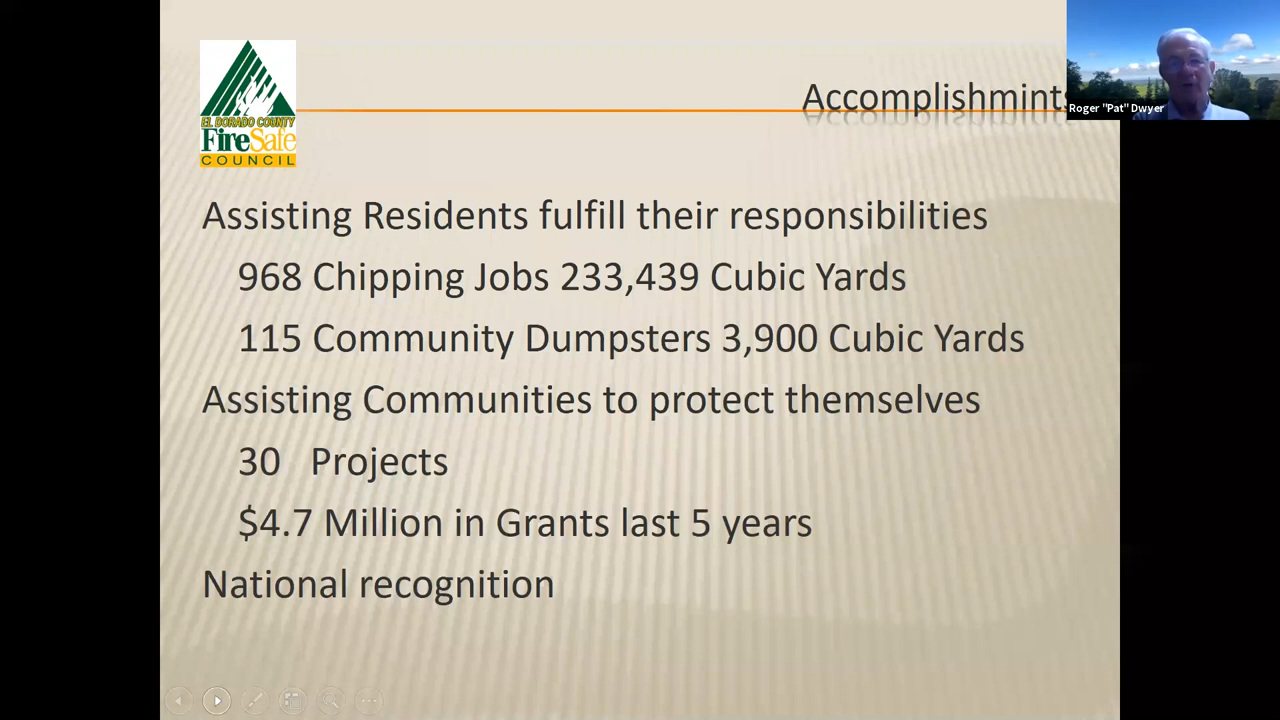 Accomplishmints
Roger "Pat" Dwyer
EL DORADO COUNTY
FireSafe
COUNCIL
Assisting Residents fulfill their responsibilities
968 Chipping Jobs 233,439 Cubic Yards
115 Community Dumpsters 3,900 Cubic Yards
Assisting Communities to protect themselves
30 Projects
$4.7 Million in Grants last 5 years
National recognition